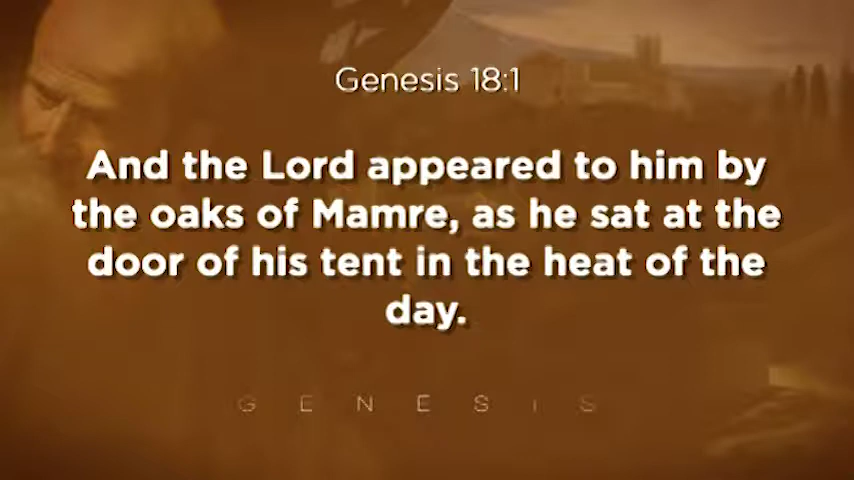 Genesis 18:1
And the Lord appeared to him by
the oaks of Mamre, as he sat at the
door of his tent in the heat of the
day.
GENESIS